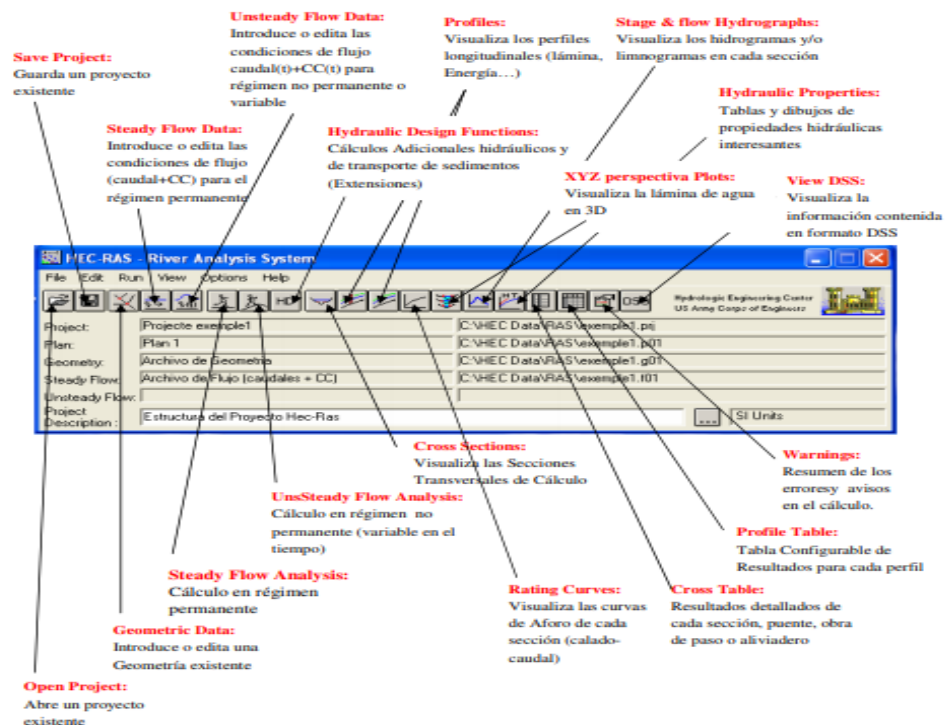 Unsteady Flow Data:
Introduce o edita las
condiciones de flujo
caudal(t)+CC(t) para
régimen no permanente o
variable
Profiles:
Visualiza los perfiles
longitudinales (lámina,
Energía…)
Stage & flow Hydrographs:
Visualiza los hidrogramas y/o
limnogramas en cada sección
Save Project:
Guarda un proyecto
existente
Hydraulic Properties:
Tablas y dibujos de
propiedades hidráulicas
interesantes
Steady Flow Data:
Introduce o edita las
condiciones de flujo
(caudal+CC) para el
régimen permanente
Hydraulic Design Functions:
Cálculos Adicionales hidráulicos y
de transporte de sedimentos
(Extensiones)
XYZ perspectiva Plots:
Visualiza la lámina de agua
en 3D
View DSS:
Visualiza la
información contenida
en formato DSS
HEC-RAS - River Analysis System
File Edit Run View Options Help
HD
DSS
Hydrologic Engineering Center
US Army Corps of Engineers
Project: Projecte exemple1 C:\HEC Data\RAS\exemple1.prj
Plan: Plan 1 C:\HEC Data\RAS\exemple1.p01
Geometry: Archivo de Geometria C:\HEC Data\RAS\exemple1.g01
Steady Flow: Archivo de Flujo (caudales + CC) C:\HEC Data\RAS\exemple1.f01
Unsteady Flow:
Project
Description : Estructura del Proyecto Hec-Ras ... SI Units
Cross Sections:
Visualiza las Secciones
Transversales de Cálculo
Warnings:
Resumen de los
erroresy avisos
en el cálculo.
UnsSteady Flow Analysis:
Cálculo en régimen no
permanente (variable en el
tiempo)
Profile Table:
Tabla Configurable de
Resultados para cada perfil
Steady Flow Analysis:
Cálculo en régimen
permanente
Rating Curves:
Visualiza las curvas
de Aforo de cada
sección (calado-
caudal)
Cross Table:
Resultados detallados de
cada sección, puente, obra
de paso o aliviadero
Geometric Data:
Introduce o edita una
Geometría existente
Open Project:
Abre un proyecto
existente